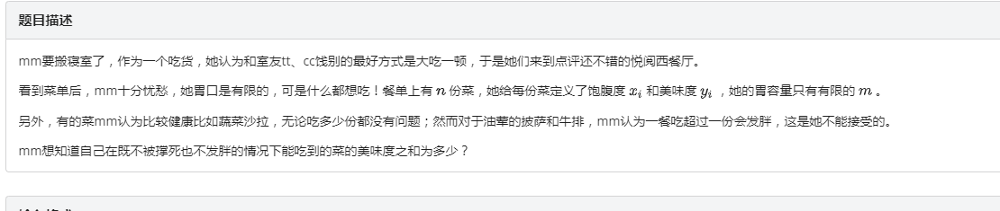 题目描述
mm要搬寝室了，作为一个吃货，她认为和室友tt、cc饯别的最好方式是大吃一顿，于是她们来到点评还不错的悦阅西餐厅。
看到菜单后，mm十分忧愁，她胃口是有限的，可是什么都想吃！餐单上有 n 份菜，她给每份菜定义了饱腹度 xᵢ 和美味度 yᵢ ，她的胃容量只有有限的 m 。
另外，有的菜mm认为比较健康比如蔬菜沙拉，无论吃多少份都没有问题；然而对于油荤的披萨和牛排，mm认为一餐吃超过一份会发胖，这是她不能接受的。
mm想知道自己在既不被撑死也不发胖的情况下能吃到的菜的美味度之和为多少？